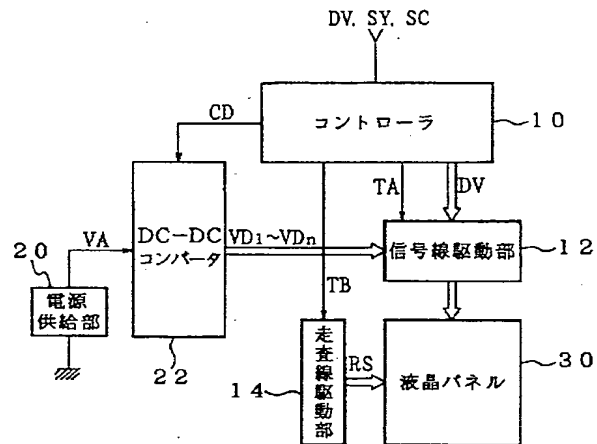 DV, SY, SC
コントローラ
10
CD
TA
DV
DC－DC
コンバータ
VD1~VDn
信号線駆動部
12
20
VA
電源
供給部
22
TB
走査線駆動部
14
RS
液晶パネル
30